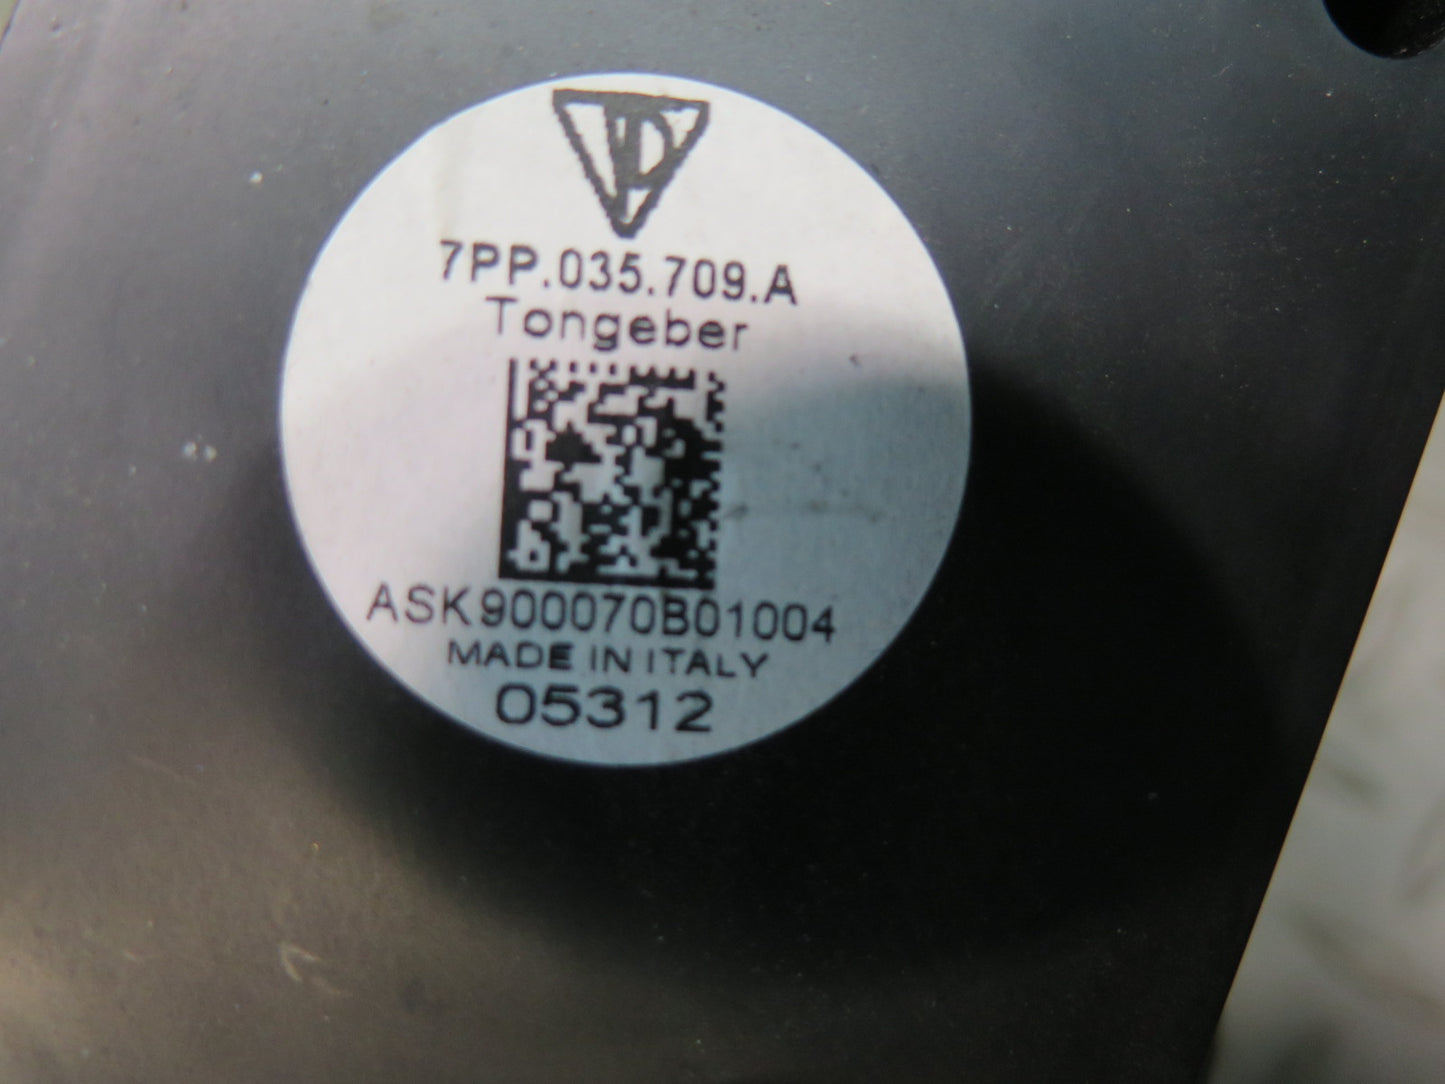 7PP.035.709.A
Tongeber
ASK900070B01004
MADE IN ITALY
05312